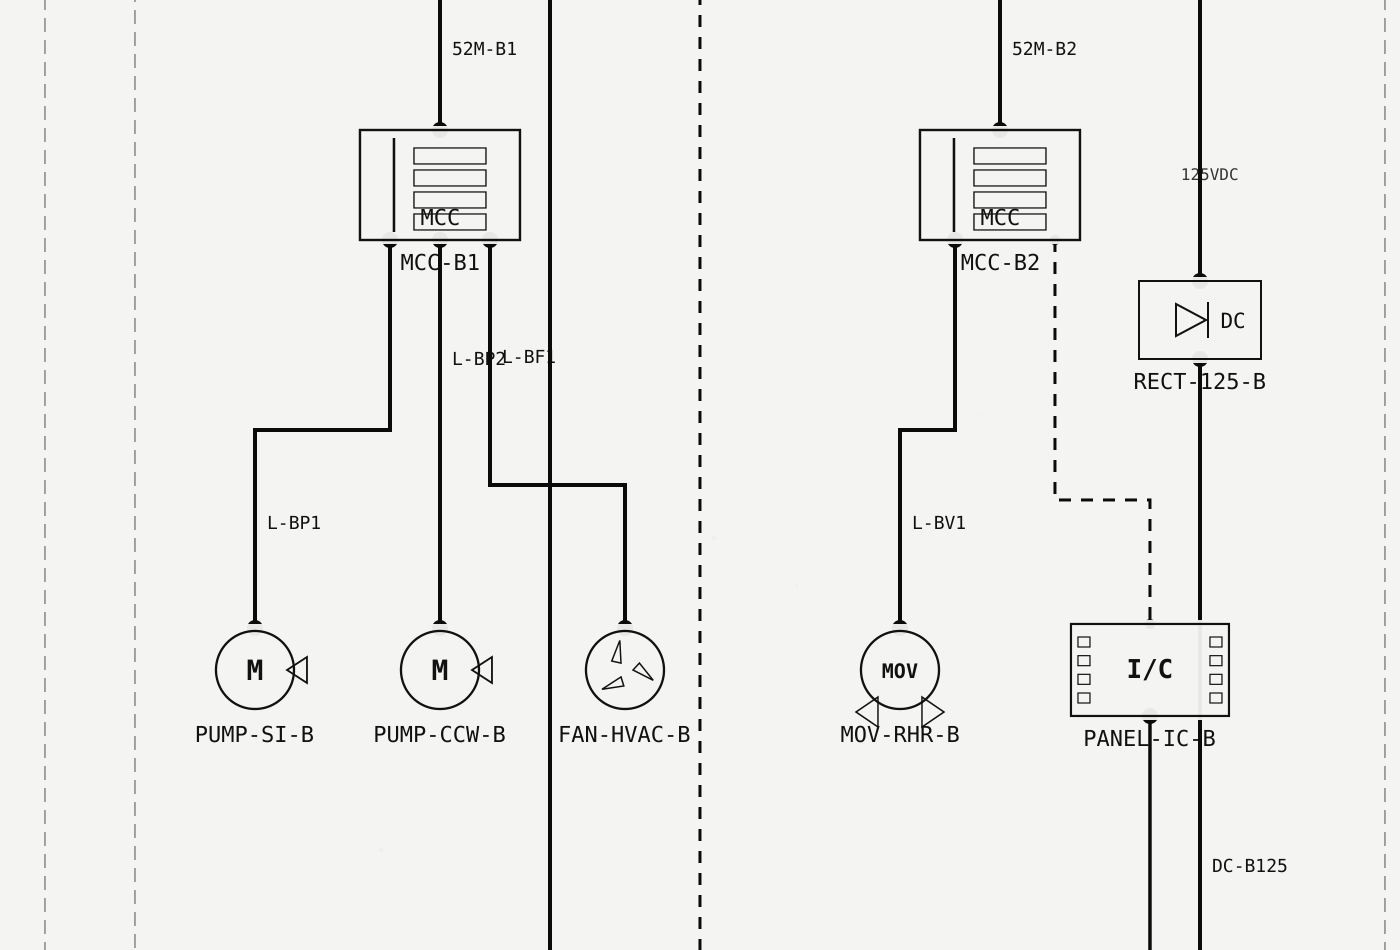 52M-B1
52M-B2
125VDC
MCC
MCC
MCC-B1
MCC-B2
DC
L-BP2
L-BF1
RECT-125-B
L-BP1
L-BV1
M
M
MOV
I/C
PUMP-SI-B
PUMP-CCW-B
FAN-HVAC-B
MOV-RHR-B
PANEL-IC-B
DC-B125